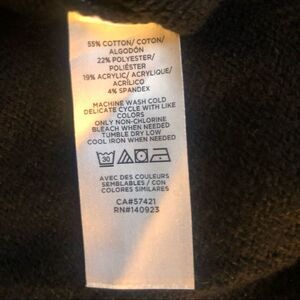 55% COTTON/ COTON/
ALGODÓN
22% POLYESTER/
POLIÉSTER
19% ACRYLIC/ ACRYLIQUE/
ACRÍLICO
4% SPANDEX
MACHINE WASH COLD
DELICATE CYCLE WITH LIKE
COLORS
ONLY NON-CHLORINE
BLEACH WHEN NEEDED
TUMBLE DRY LOW
COOL IRON WHEN NEEDED
30
AVEC DES COULEURS
SEMBLABLES / CON
COLORES SIMILARES
CA#57421
RN#140923